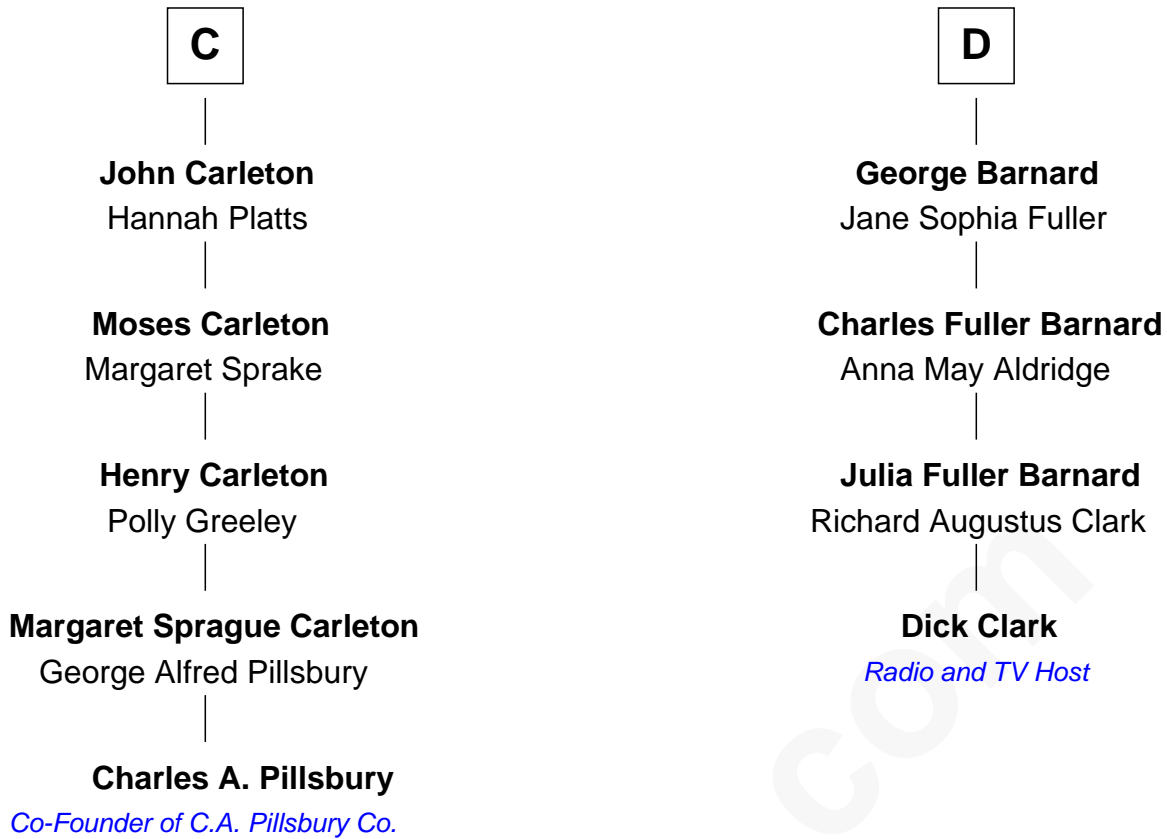 C
John Carleton
Hannah Platts
Moses Carleton
Margaret Sprake
Henry Carleton
Polly Greeley
Margaret Sprague Carleton
George Alfred Pillsbury
Charles A. Pillsbury
Co-Founder of C.A. Pillsbury Co.
D
George Barnard
Jane Sophia Fuller
Charles Fuller Barnard
Anna May Aldridge
Julia Fuller Barnard
Richard Augustus Clark
Dick Clark
Radio and TV Host
com